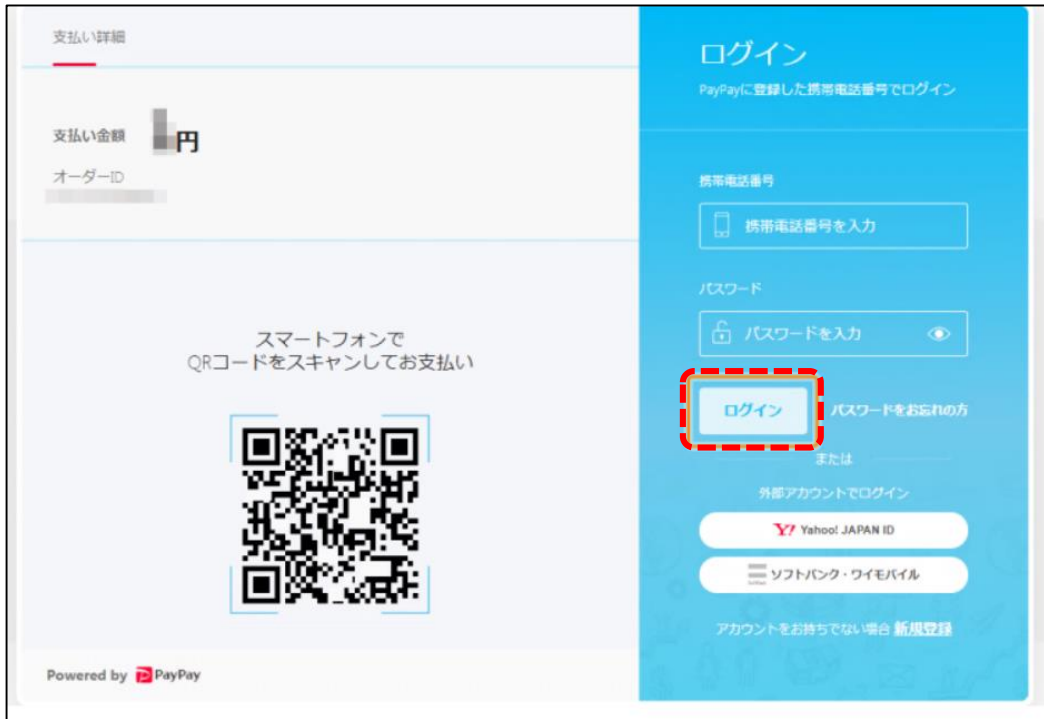 支払い詳細
支払い金額 円
オーダーID
スマートフォンで
QRコードをスキャンしてお支払い
Powered by PayPay
ログイン
PayPayに登録した携帯電話番号でログイン
携帯電話番号
携帯電話番号を入力
パスワード
パスワードを入力
ログイン パスワードをお忘れの方
または
外部アカウントでログイン
Y! Yahoo! JAPAN ID
ソフトバンク・ワイモバイル
アカウントをお持ちでない場合 新規登録